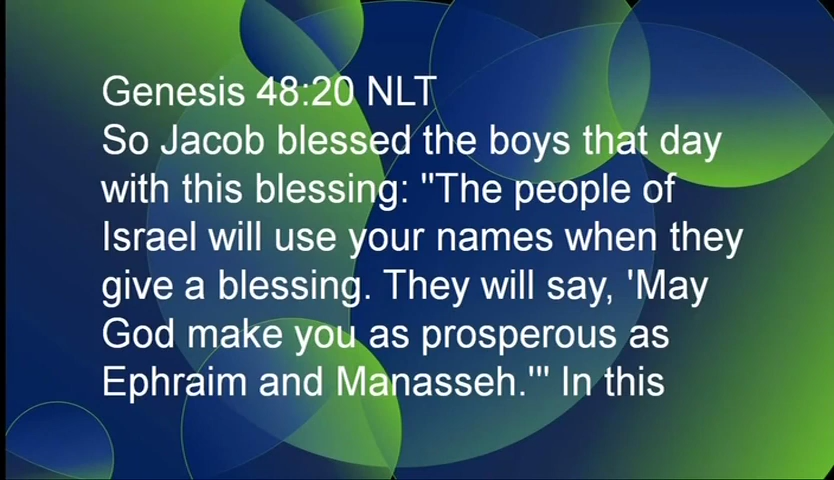 Genesis 48:20 NLT
So Jacob blessed the boys that day
with this blessing: "The people of
Israel will use your names when they
give a blessing. They will say, 'May
God make you as prosperous as
Ephraim and Manasseh.'" In this